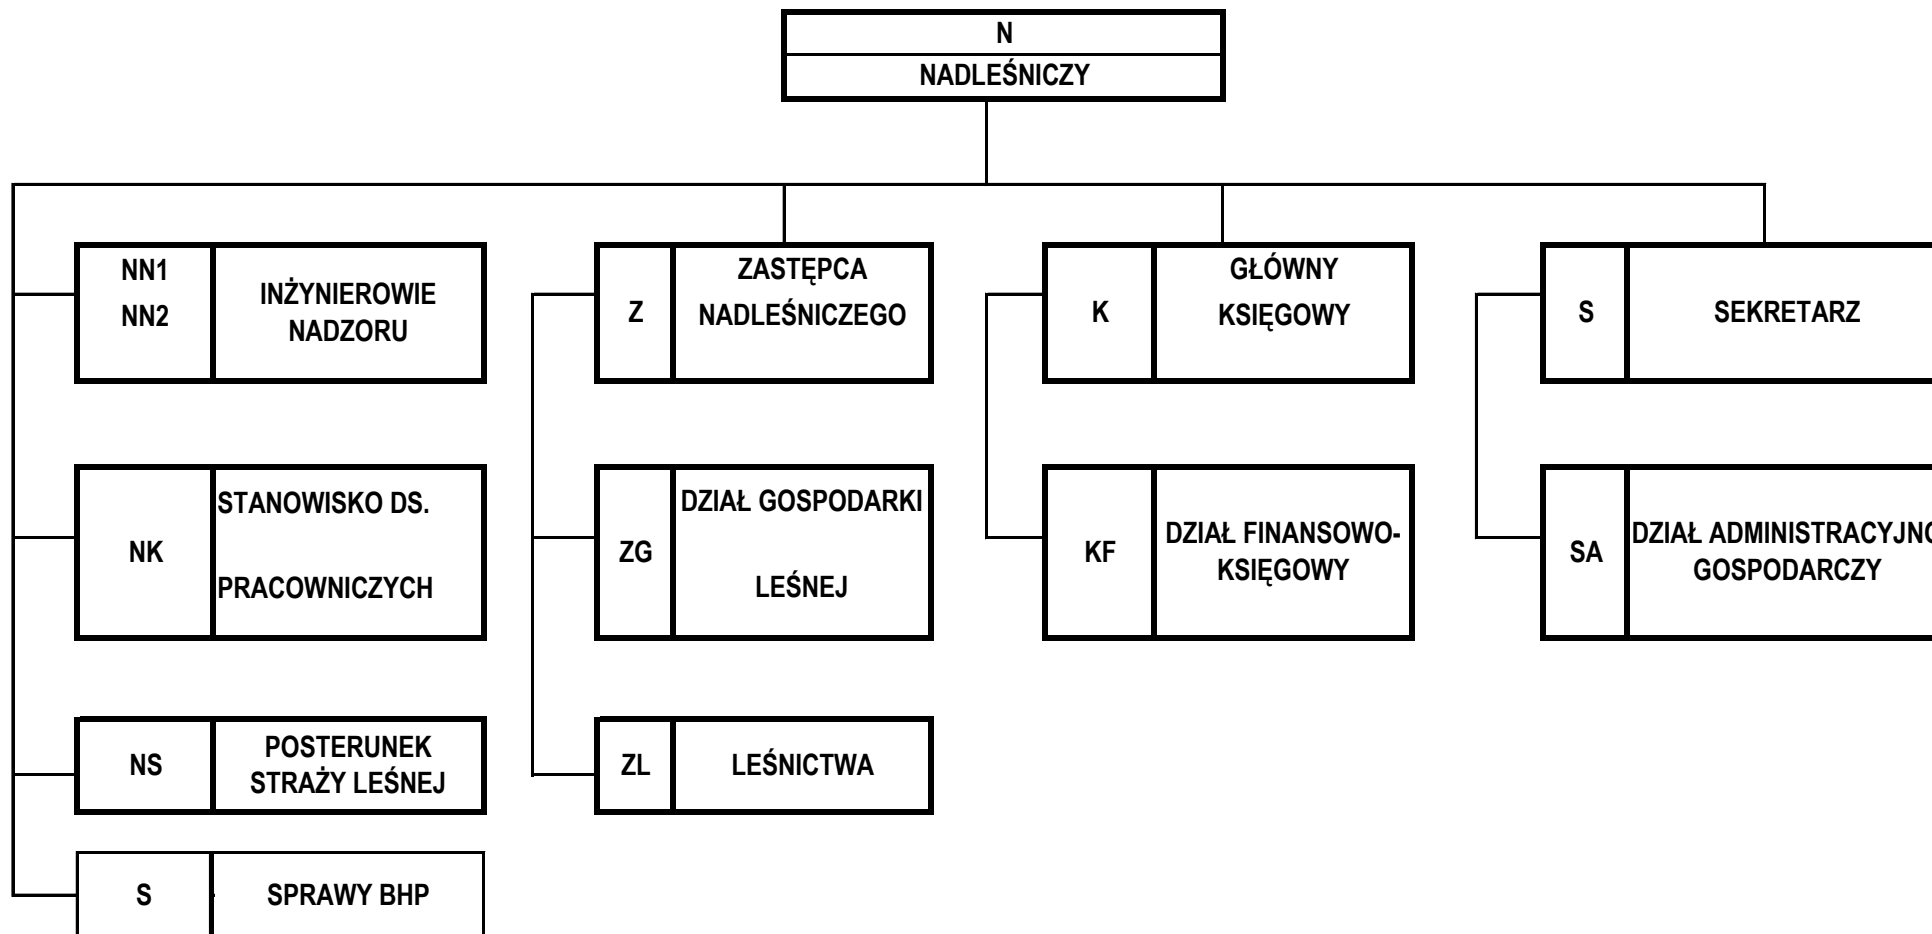 N
NADLEŚNICZY
NN1
NN2
INŻYNIEROWIE
NADZORU
Z
ZASTĘPCA
NADLEŚNICZEGO
K
GŁÓWNY
KSIĘGOWY
S
SEKRETARZ
NK
STANOWISKO DS.
PRACOWNICZYCH
ZG
DZIAŁ GOSPODARKI
LEŚNEJ
KF
DZIAŁ FINANSOWO-
KSIĘGOWY
SA
DZIAŁ
GOSPODARCZY
NS
POSTERUNEK
STRAŻY LEŚNEJ
ZL
LEŚNICTWA
S
SPRAWY BHP